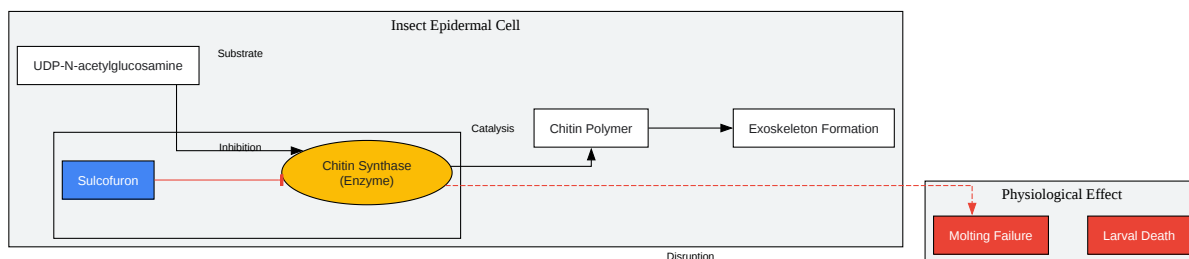 Insect Epidermal Cell
UDP-N-acetylglucosamine
Substrate
Catalysis
Chitin Polymer
Exoskeleton Formation
Inhibition
Sulcofuron
Chitin Synthase
(Enzyme)
Physiological Effect
Molting Failure
Larval Death
Disruption